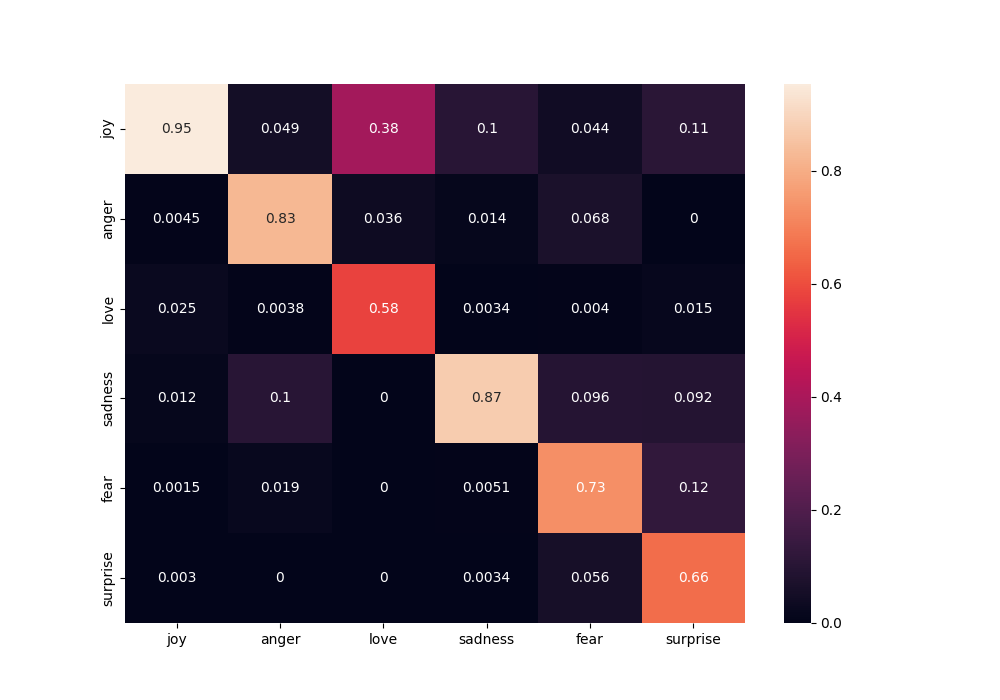 joy 0.95 0.049 0.38 0.1 0.044 0.11
anger 0.0045 0.83 0.036 0.014 0.068 0
love 0.025 0.0038 0.58 0.0034 0.004 0.015
sadness 0.012 0.1 0 0.87 0.096 0.092
fear 0.0015 0.019 0 0.0051 0.73 0.12
surprise 0.003 0 0 0.0034 0.056 0.66
joy anger love sadness fear surprise
0.8
0.6
0.4
0.2
0.0